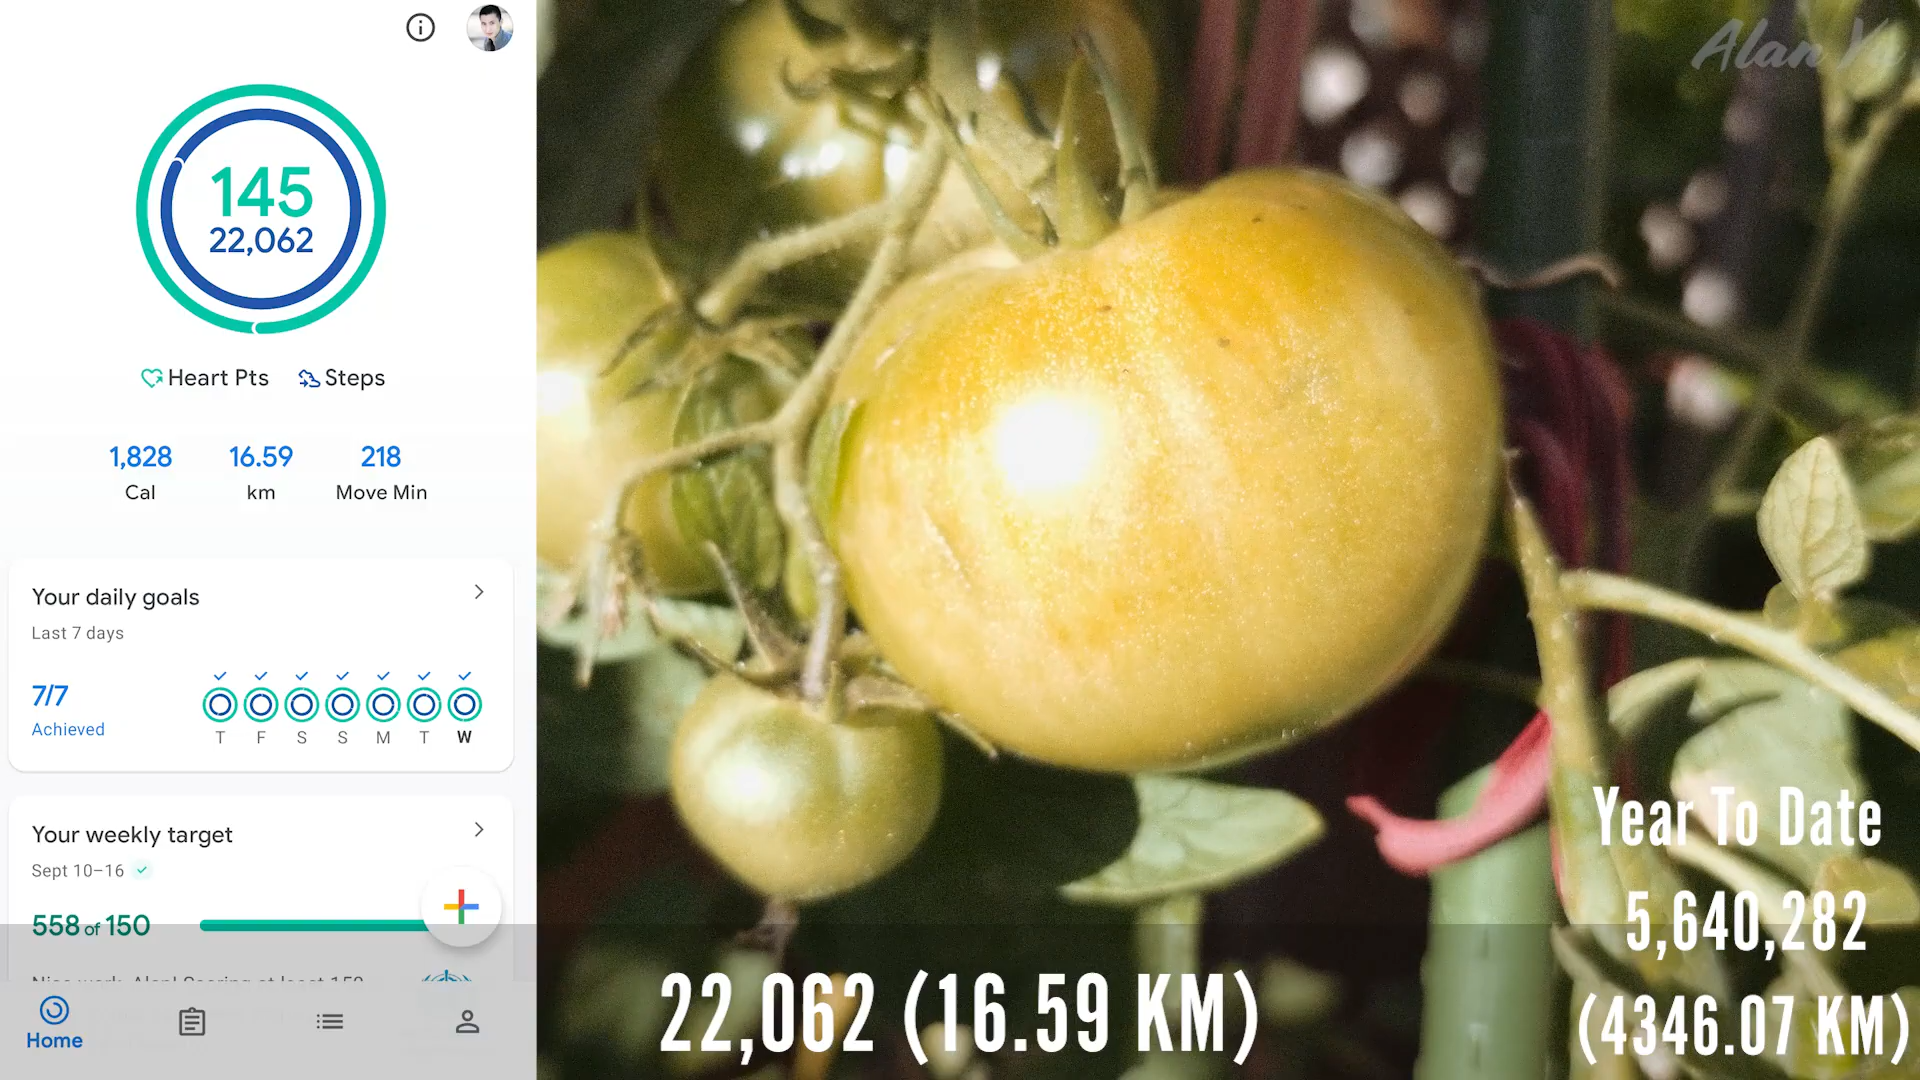 145
22,062
Heart Pts Steps
1,828 16.59 218
Cal km Move Min
Your daily goals
Last 7 days
7/7
Achieved
T F S S M T W
Your weekly target
Sept 10–16
558 of 150
Home
Alan
22,062 (16.59 KM)
Year To Date
5,640,282
(4346.07 KM)